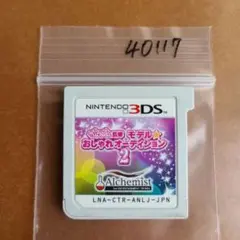 40117
NINTENDO 3DS
モデル☆
おしゃれオーディション
2
Alchemist
LNA-CTR-ANLJ-JPN